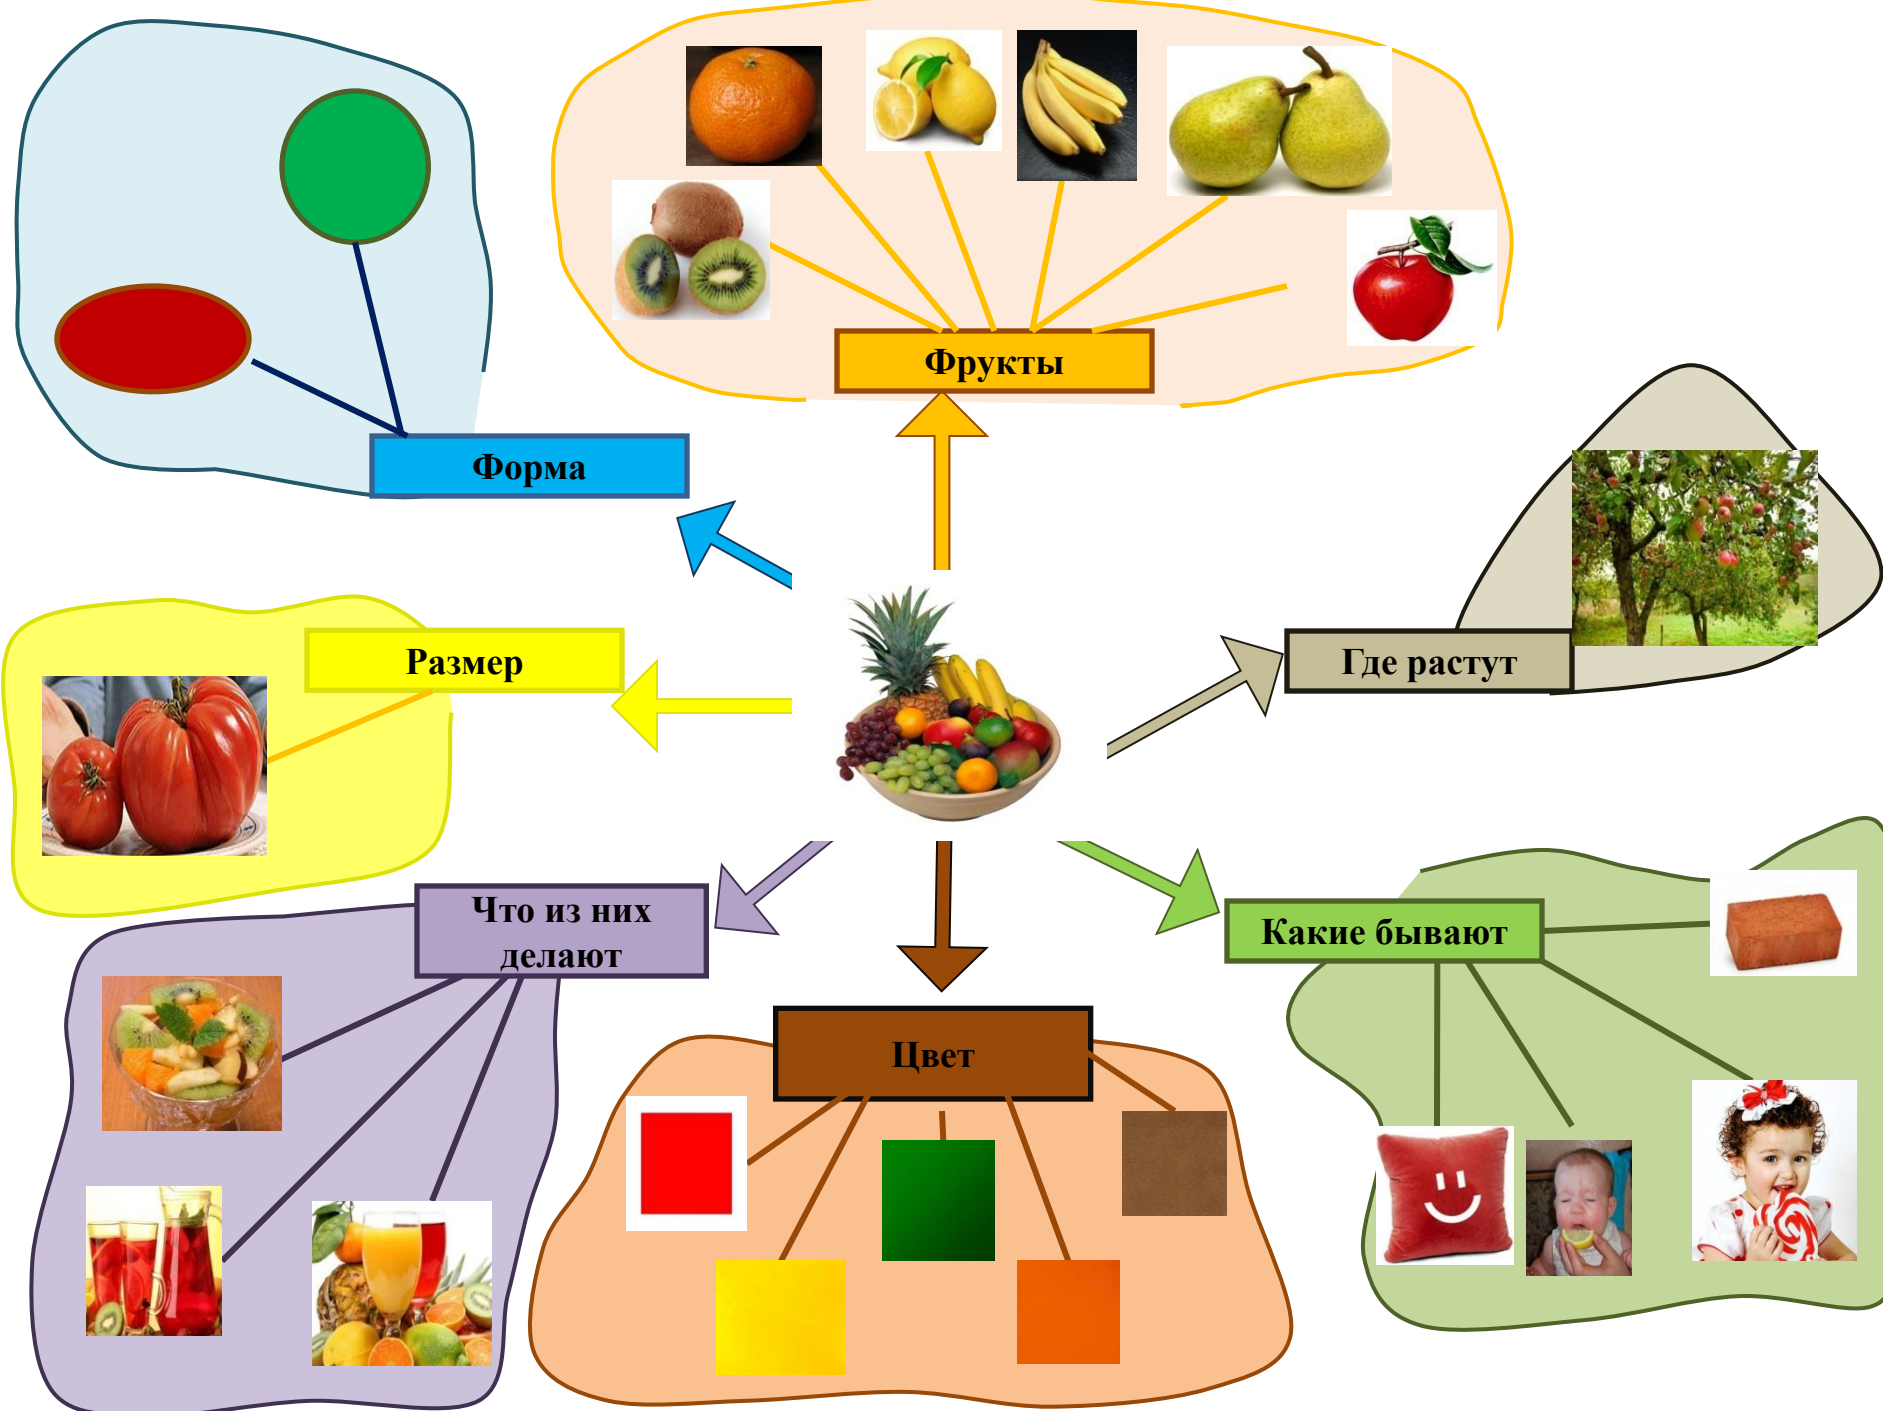 Фрукты
Форма
Размер
Где растут
Что из них
делают
Какие бывают
Цвет